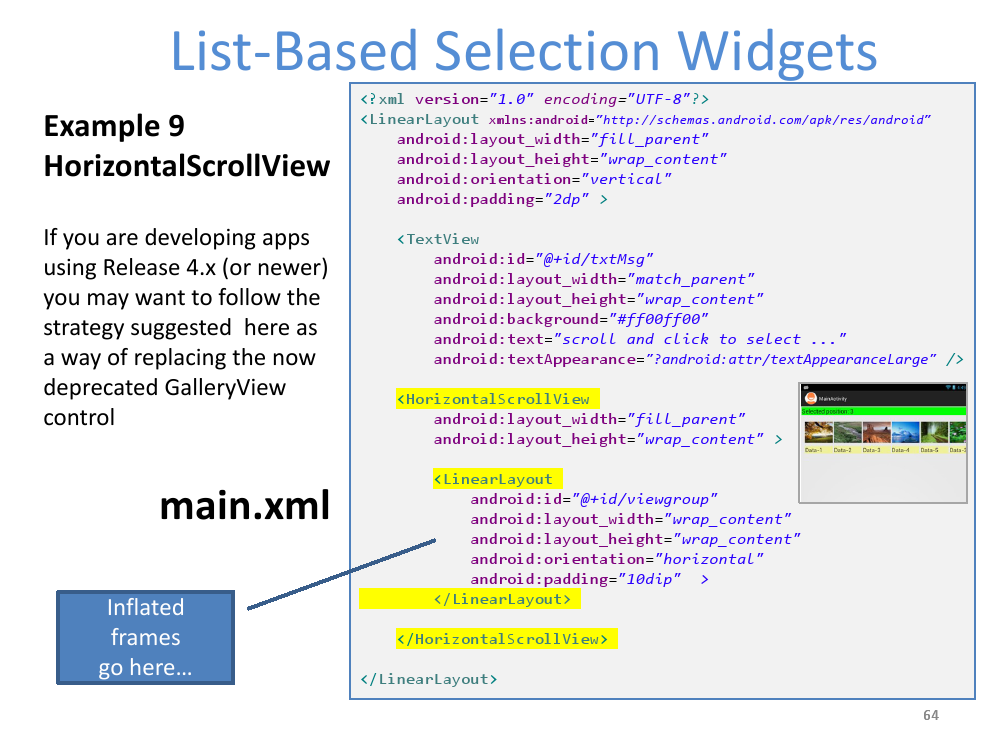 List-Based Selection Widgets
Example 9
HorizontalScrollView
If you are developing apps
using Release 4.x (or newer)
you may want to follow the
strategy suggested here as
a way of replacing the now
deprecated GalleryView
control
main.xml
Inflated
frames
go here…
<?xml version="1.0" encoding="UTF-8"?>
<LinearLayout xmlns:android="http://schemas.android.com/apk/res/android"
android:layout_width="fill_parent"
android:layout_height="wrap_content"
android:orientation="vertical"
android:padding="2dp" >
<TextView
android:id="@+id/txtMsg"
android:layout_width="match_parent"
android:layout_height="wrap_content"
android:background="#ff00ff00"
android:text="scroll and click to select ..."
android:textAppearance="?android:attr/textAppearanceLarge" />
<HorizontalScrollView
android:layout_width="fill_parent"
android:layout_height="wrap_content" >
<LinearLayout
android:id="@+id/viewgroup"
android:layout_width="wrap_content"
android:layout_height="wrap_content"
android:orientation="horizontal"
android:padding="10dip" >
</LinearLayout>
</HorizontalScrollView>
</LinearLayout>
MainActivity
Selected position: 3
Data-1 Data-2 Data-3 Data-4 Data-5 Data-
64